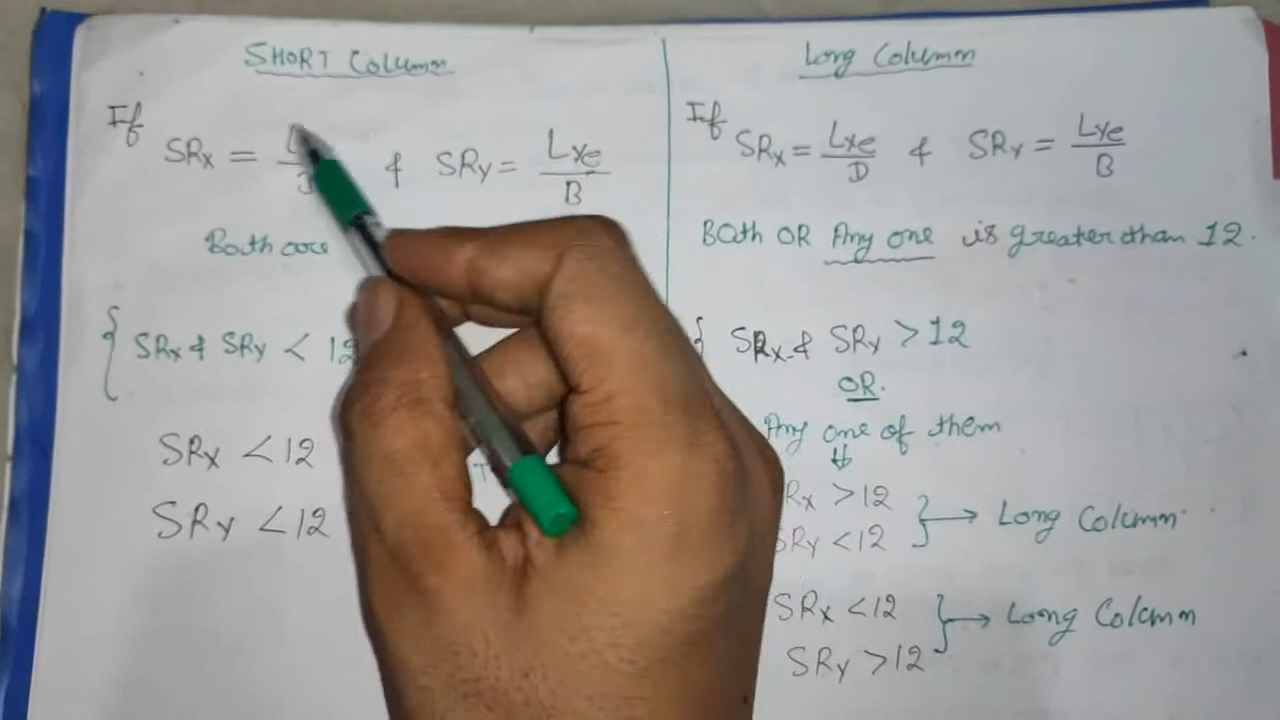 SHORT Column
If
SRx = & SRy = Lye/B
Both are
{ SRx & SRy < 12
SRx < 12
SRy < 12
Long Column
If
SRx = Lxe/D & SRy = Lye/B
Both OR Any one is greater than 12.
{ SRx & SRy > 12
OR.
Any one of them
Rx > 12
SRy < 12 } → Long Column
SRx < 12
SRy > 12 } → Long Column